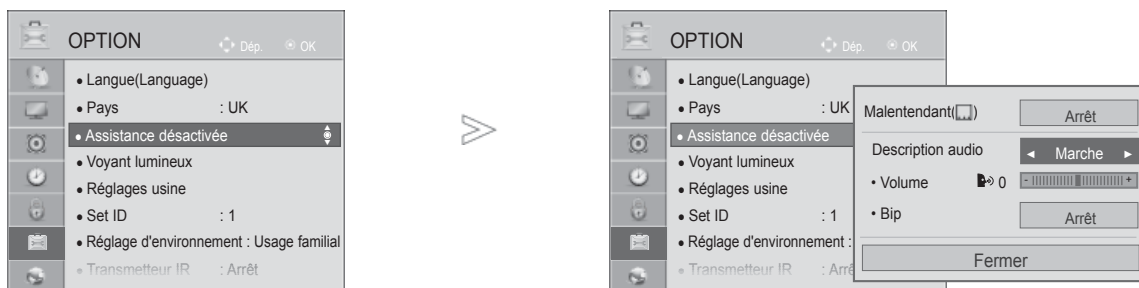 OPTION
Dép. OK
• Langue(Language)
• Pays : UK
• Assistance désactivée
• Voyant lumineux
• Réglages usine
• Set ID : 1
• Réglage d'environnement : Usage familial
• Transmetteur IR : Arrêt
OPTION
Dép. OK
• Langue(Language)
• Pays : UK
• Assistance désactivée
• Voyant lumineux
• Réglages usine
• Set ID : 1
• Réglage d'environnement :
• Transmetteur IR : Arrê
Malentendant( ) Arrêt
Description audio ◄ Marche ►
• Volume 0 - +
• Bip Arrêt
Fermer